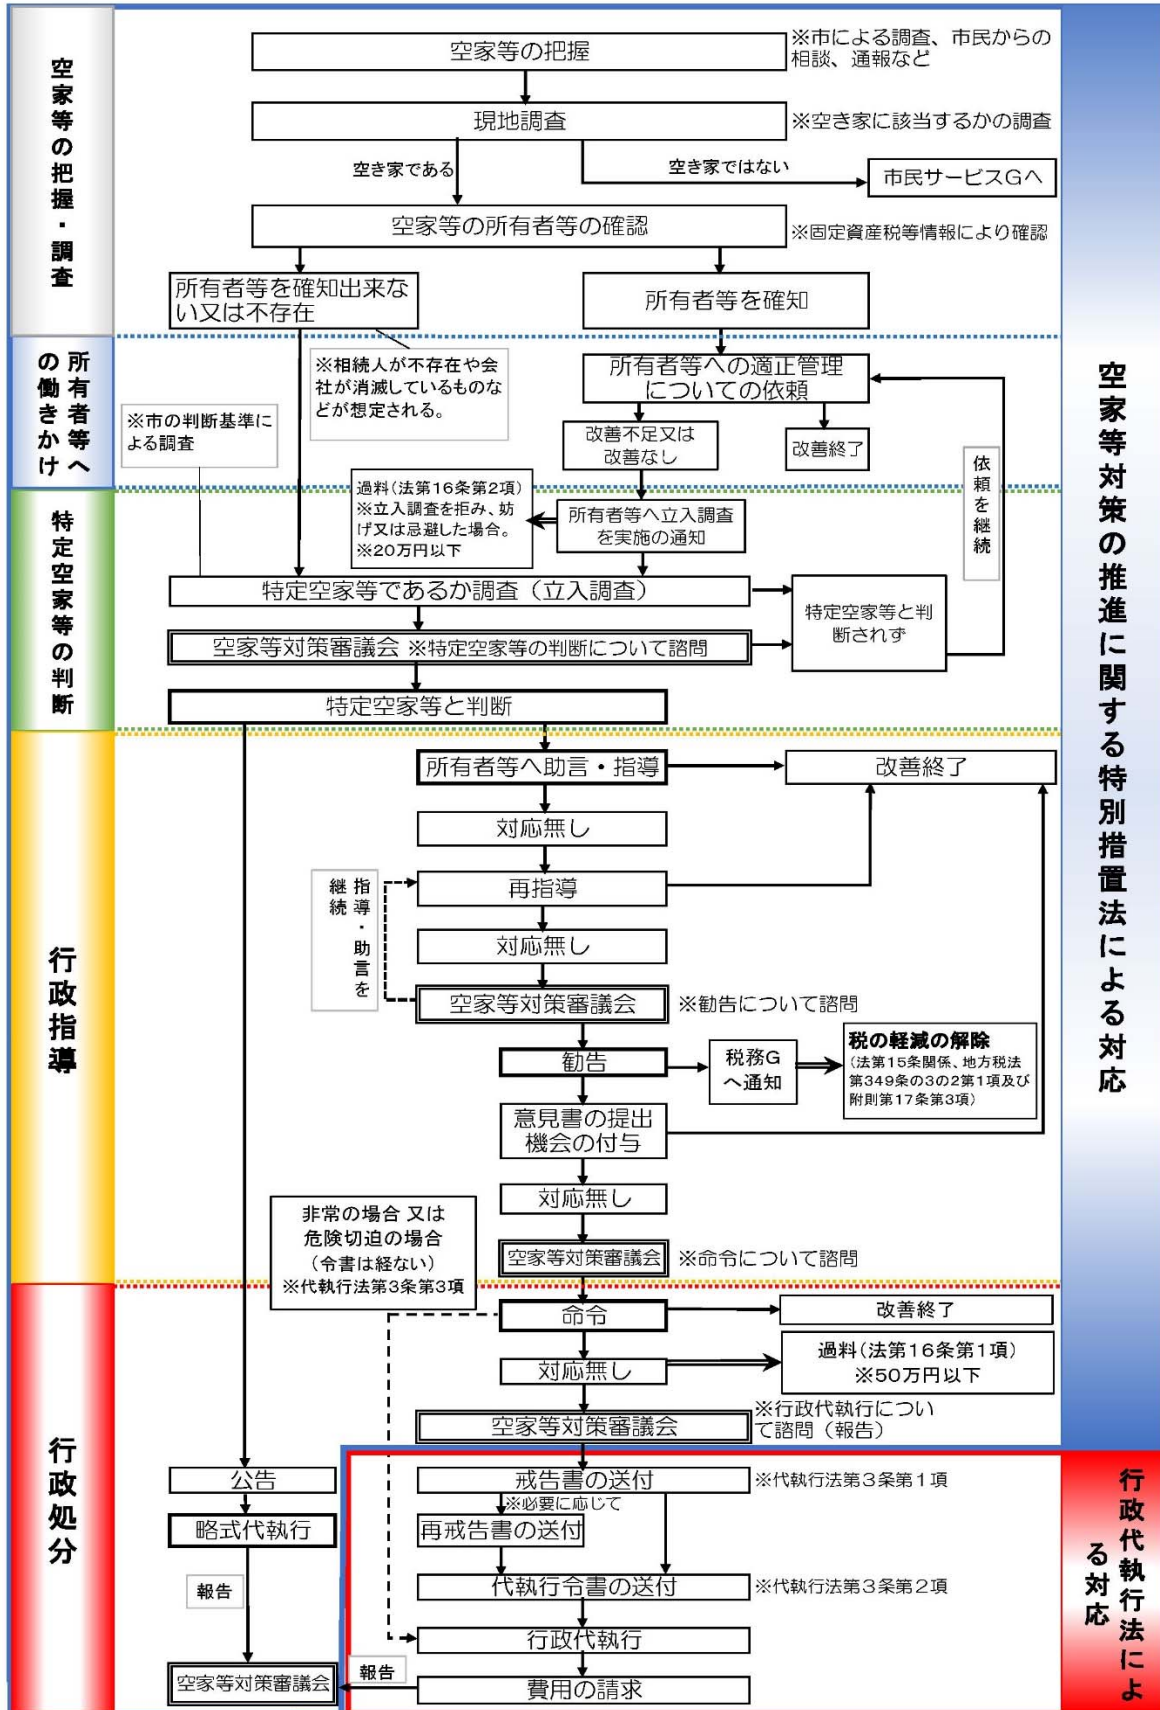 空家等の把握・調査
空家等の把握
※市による調査、市民からの
相談、通報など
現地調査
※空き家に該当するかの調査
空き家である
空き家ではない
市民サービスGへ
空家等の所有者等の確認
※固定資産税等情報により確認
所有者等を確知出来な
い又は不存在
所有者等を確知
所有者等へ
の働きかけ
※相続人が不存在や会
社が消滅しているものな
どが想定される。
所有者等への適正管理
についての依頼
※市の判断基準に
よる調査
改善不足又は
改善なし
改善終了
依頼を継続
特定空家等の判断
過料(法第16条第2項)
※立入調査を拒み、妨
げ又は忌避した場合。
※20万円以下
所有者等へ立入調査
を実施の通知
特定空家等であるか調査（立入調査）
特定空家等と判
断されず
空家等対策審議会 ※特定空家等の判断について諮問
特定空家等と判断
行政指導
所有者等へ助言・指導
改善終了
対応無し
再指導
指導・助言を
継続
対応無し
空家等対策審議会
※勧告について諮問
勧告
税務G
へ通知
税の軽減の解除
(法第15条関係、地方税法
第349条の3の2第1項及び
附則第17条第3項)
意見書の提出
機会の付与
対応無し
非常の場合 又は
危険切迫の場合
(令書は経ない)
※代執行法第3条第3項
空家等対策審議会
※命令について諮問
行政処分
命令
改善終了
対応無し
過料(法第16条第1項)
※50万円以下
空家等対策審議会
※行政代執行につい
て諮問（報告）
公告
戒告書の送付
※代執行法第３条第１項
※必要に応じて
略式代執行
再戒告書の送付
報告
代執行令書の送付
※代執行法第３条第２項
行政代執行
空家等対策審議会
報告
費用の請求
空家等対策の推進に関する特別措置法による対応
行政代執行法によ
る対応